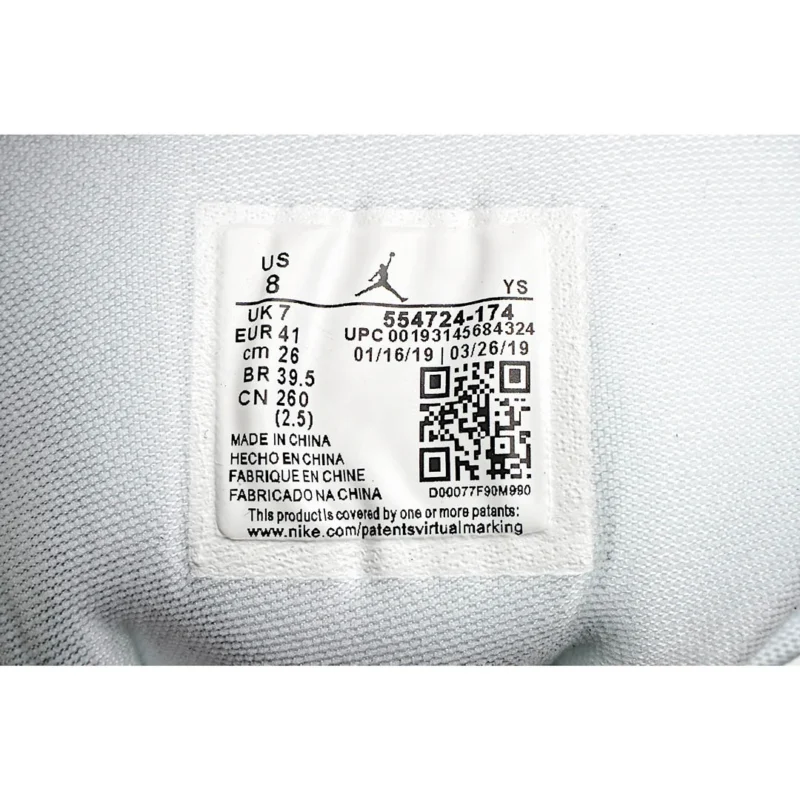 US
8
YS
UK 7
EUR 41
cm 26
BR 39.5
CN 260
(2.5)
554724-174
UPC 00193145684324
01/16/19 | 03/26/19
MADE IN CHINA
HECHO EN CHINA
FABRIQUE EN CHINE
FABRICADO NA CHINA
D00077F90M990
This product is covered by one or more patents:
www.nike.com/patentsvirtualmarking